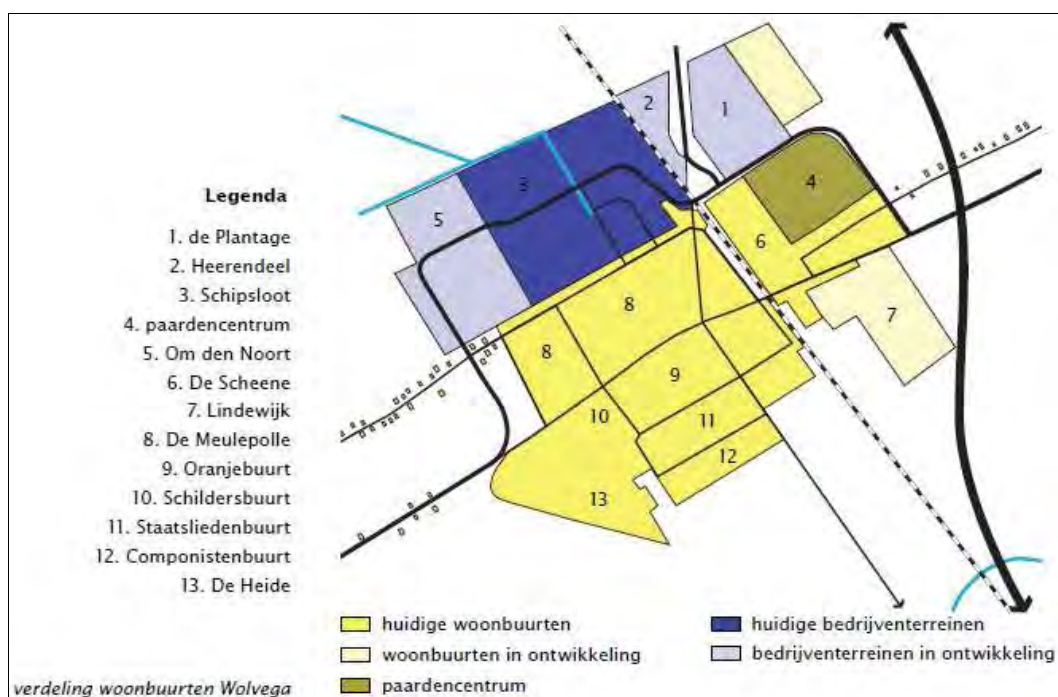 Legenda
1. de Plantage
2. Heerendeel
3. Schipsloot
4. paardencentrum
5. Om den Noort
6. De Scheene
7. Lindewijk
8. De Meulepolle
9. Oranjebuurt
10. Schildersbuurt
11. Staatsliedenbuurt
12. Componistenbuurt
13. De Heide
2
1
3
4
5
6
8
7
8
9
10
11
12
13
huidige woonbuurten
woonbuurten in ontwikkeling
paardencentrum
huidige bedrijventerreinen
bedrijventerreinen in ontwikkeling
verdeling woonbuurten Wolvega